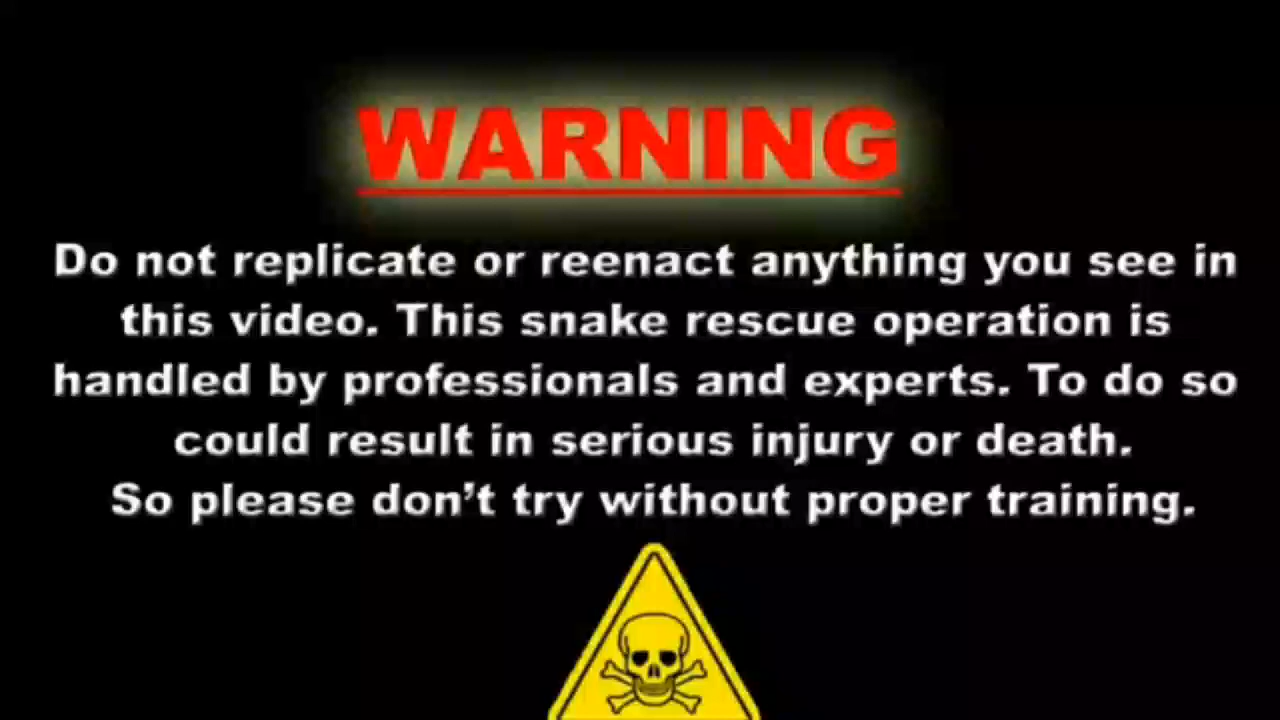 WARNING
Do not replicate or reenact anything you see in
this video. This snake rescue operation is
handled by professionals and experts. To do so
could result in serious injury or death.
So please don’t try without proper training.